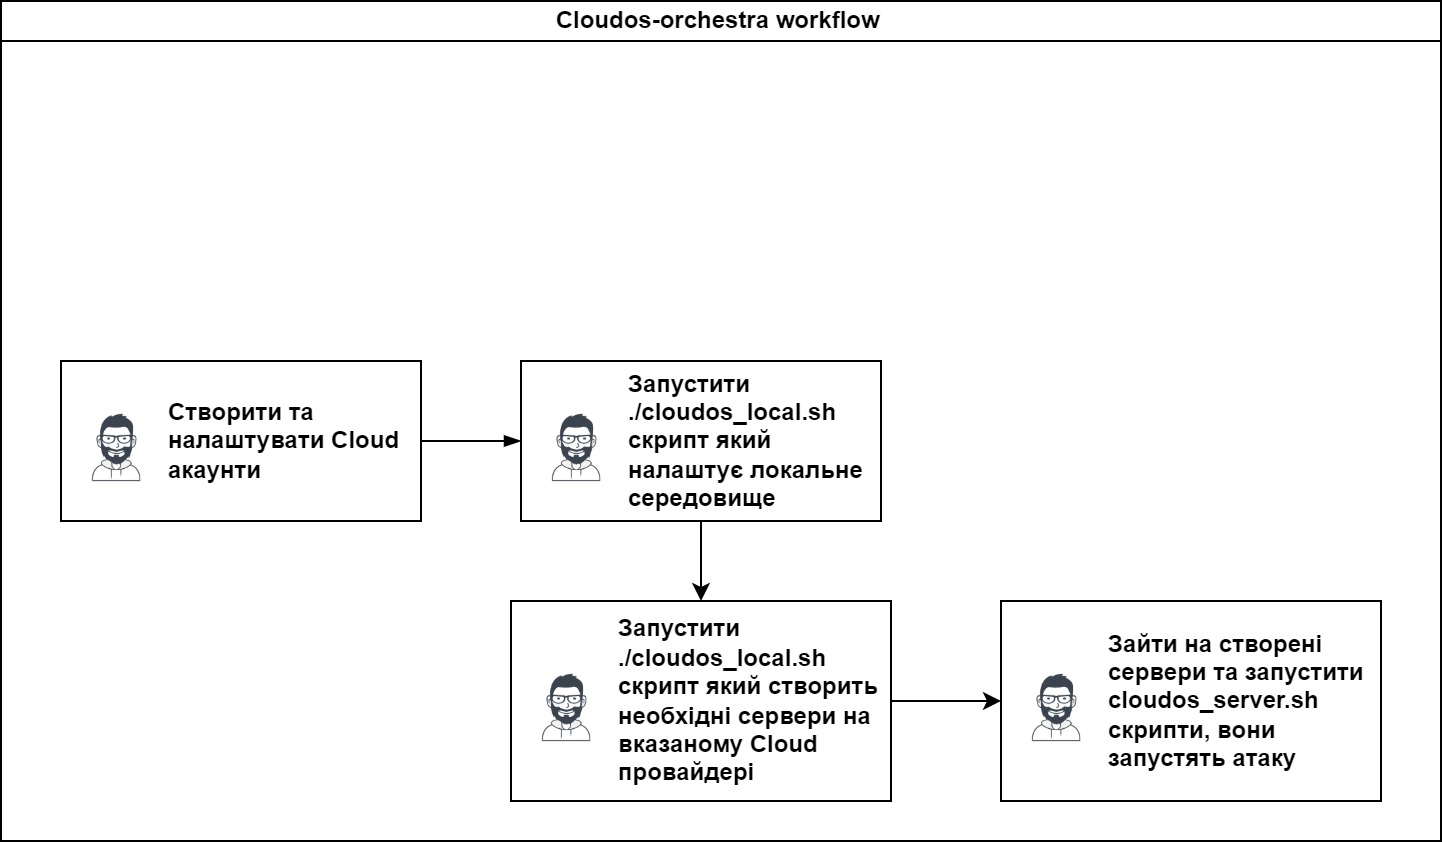 Cloudos-orchestra workflow
Створити та
налаштувати Cloud
акаунти
Запустити
./cloudos_local.sh
скрипт який
налаштує локальне
середовище
Запустити
./cloudos_local.sh
скрипт який створить
необхідні сервери на
вказаному Cloud
провайдері
Зайти на створені
сервери та запустити
cloudos_server.sh
скрипти, вони
запустять атаку